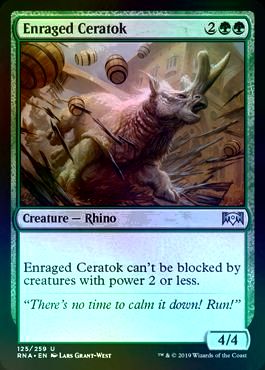 Enraged Ceratok 2
Creature — Rhino
Enraged Ceratok can't be blocked by
creatures with power 2 or less.
"There's no time to calm it down! Run!"
4/4
125/259 U
RNA • EN Lars Grant-West ™ & © 2019 Wizards of the Coast